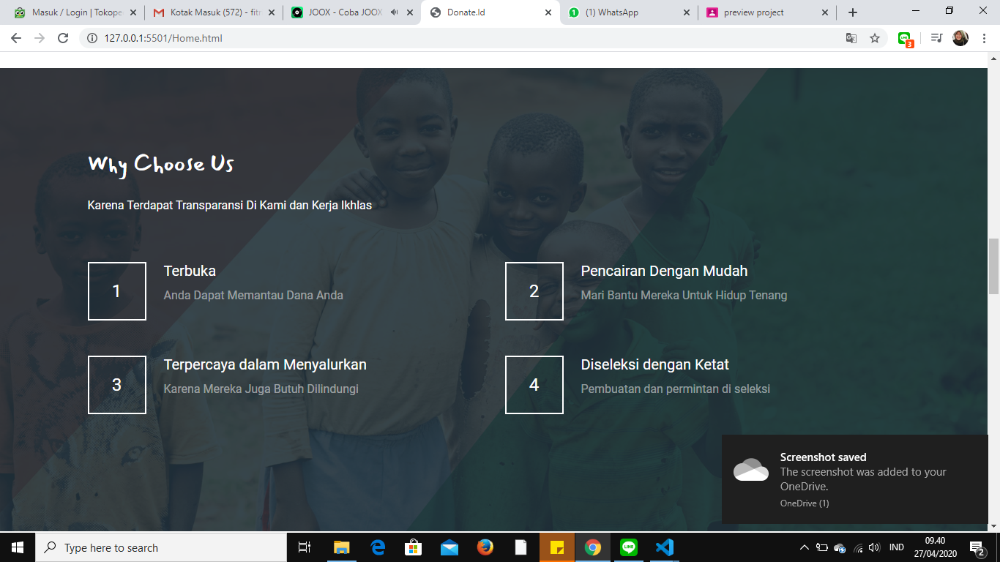 Masuk / Login | Tokope
Kotak Masuk (572) - fitr
JOOX - Coba JOOX
Donate.Id
(1) WhatsApp
preview project
127.0.0.1:5501/Home.html
3
Why Choose Us
Karena Terdapat Transparansi Di Kami dan Kerja Ikhlas
1
Terbuka
Anda Dapat Memantau Dana Anda
2
Pencairan Dengan Mudah
Mari Bantu Mereka Untuk Hidup Tenang
3
Terpercaya dalam Menyalurkan
Karena Mereka Juga Butuh Dilindungi
4
Diseleksi dengan Ketat
Pembuatan dan permintan di seleksi
Screenshot saved
The screenshot was added to your
OneDrive.
OneDrive (1)
Type here to search
IND
09.40
27/04/2020
2